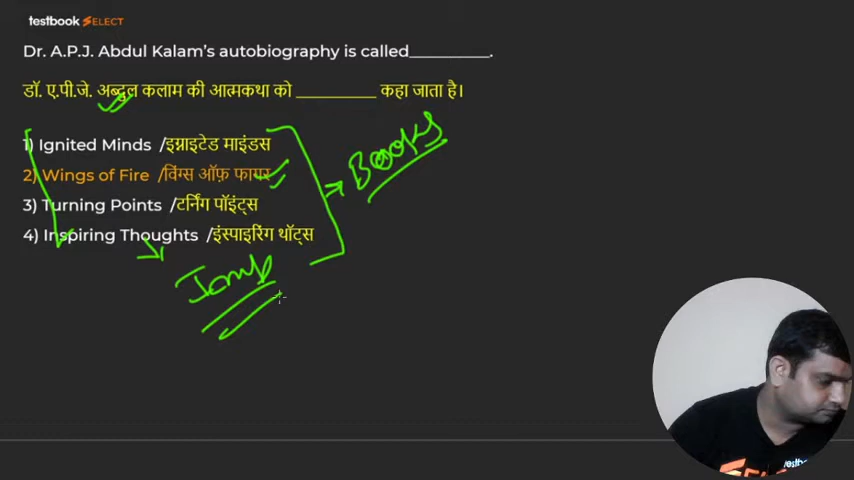 testbook SELECT
Dr. A.P.J. Abdul Kalam's autobiography is called__________.
डॉ. ए.पी.जे. अब्दुल कलाम की आत्मकथा को __________ कहा जाता है।
1) Ignited Minds /इग्नाइटेड माइंडस
2) Wings of Fire /विंग्स ऑफ़ फायर
3) Turning Points /टर्निंग पॉइंट्स
4) Inspiring Thoughts /इंस्पाइरिंग थॉट्स
Books
Imp